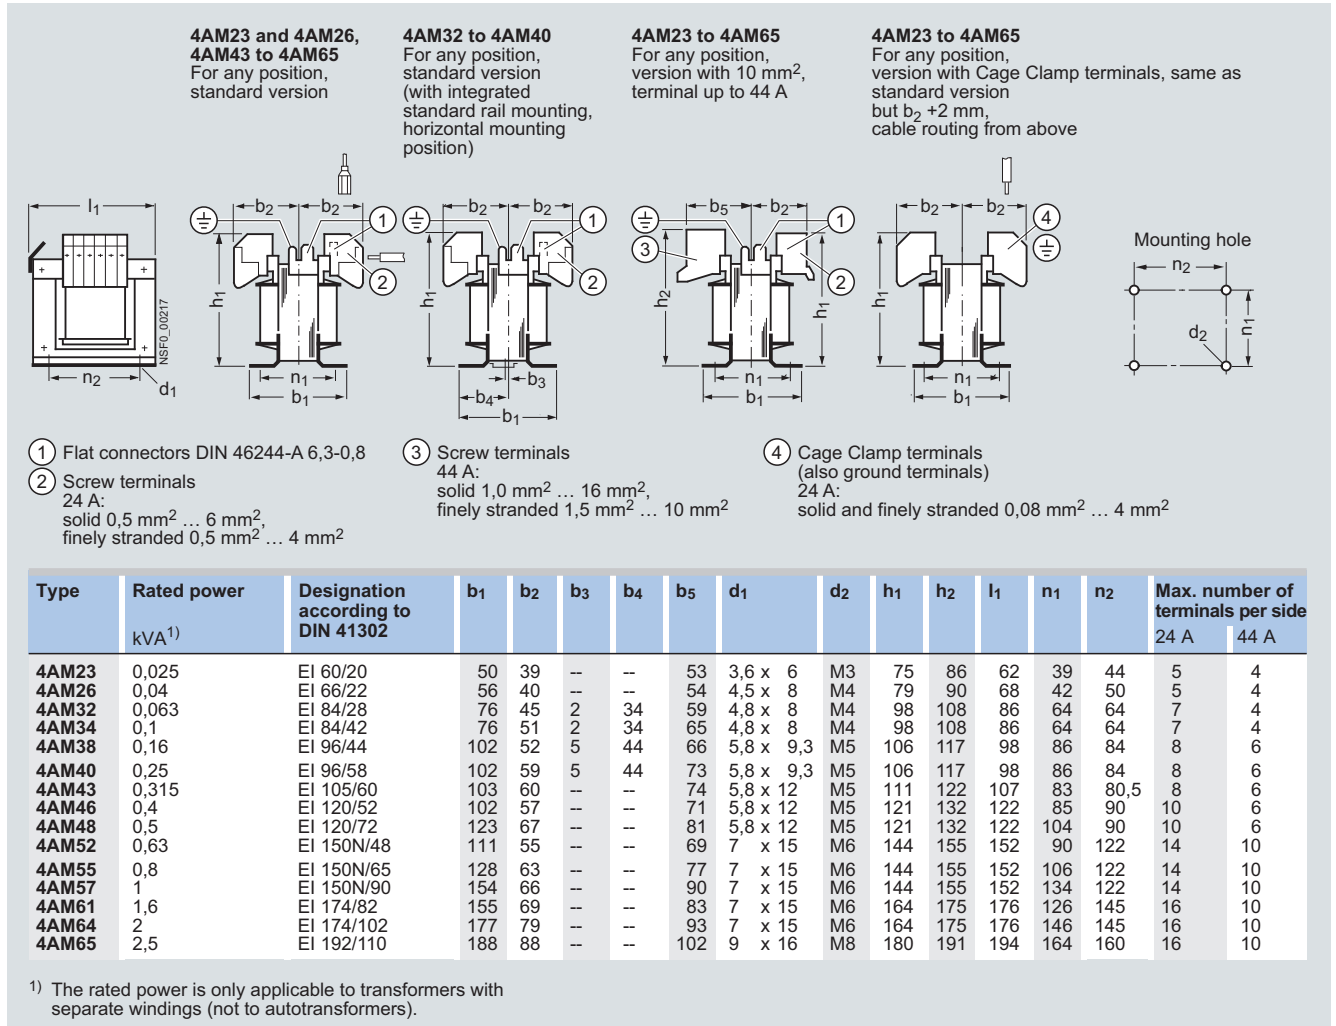 4AM23 and 4AM26,
4AM43 to 4AM65
For any position,
standard version
4AM32 to 4AM40
For any position,
standard version
(with integrated
standard rail mounting,
horizontal mounting
position)
4AM23 to 4AM65
For any position,
version with 10 mm²,
terminal up to 44 A
4AM23 to 4AM65
For any position,
version with Cage Clamp terminals, same as
standard version
but b₂ +2 mm,
cable routing from above
l₁
n₂
d₁
NSF0_00217
b₂ b₂
1
2
h₁
n₁
b₁
b₂ b₂
1
2
h₁
b₃
b₄
b₁
b₅ b₂
1
3
2
h₂
h₁
n₁
b₁
b₂ b₂
4
h₁
n₁
b₁
Mounting hole
n₂
d₂
n₁
1 Flat connectors DIN 46244-A 6,3-0,8
2 Screw terminals
24 A:
solid 0,5 mm² … 6 mm²,
finely stranded 0,5 mm² … 4 mm²
3 Screw terminals
44 A:
solid 1,0 mm² … 16 mm²,
finely stranded 1,5 mm² … 10 mm²
4 Cage Clamp terminals
(also ground terminals)
24 A:
solid and finely stranded 0,08 mm² … 4 mm²
Type Rated power Designation b₁ b₂ b₃ b₄ b₅ d₁ d₂ h₁ h₂ l₁ n₁ n₂ Max. number of
according to terminals per side
kVA¹⁾ DIN 41302 24 A 44 A
4AM23 0,025 EI 60/20 50 39 -- -- 53 3,6 x 6 M3 75 86 62 39 44 5 4
4AM26 0,04 EI 66/22 56 40 -- -- 54 4,5 x 8 M4 79 90 68 42 50 5 4
4AM32 0,063 EI 84/28 76 45 2 34 59 4,8 x 8 M4 98 108 86 64 64 7 4
4AM34 0,1 EI 84/42 76 51 2 34 65 4,8 x 8 M4 98 108 86 64 64 7 4
4AM38 0,16 EI 96/44 102 52 5 44 66 5,8 x 9,3 M5 106 117 98 86 84 8 6
4AM40 0,25 EI 96/58 102 59 5 44 73 5,8 x 9,3 M5 106 117 98 86 84 8 6
4AM43 0,315 EI 105/60 103 60 -- -- 74 5,8 x 12 M5 111 122 107 83 80,5 8 6
4AM46 0,4 EI 120/52 102 57 -- -- 71 5,8 x 12 M5 121 132 122 85 90 10 6
4AM48 0,5 EI 120/72 123 67 -- -- 81 5,8 x 12 M5 121 132 122 104 90 10 6
4AM52 0,63 EI 150N/48 111 55 -- -- 69 7 x 15 M6 144 155 152 90 122 14 10
4AM55 0,8 EI 150N/65 128 63 -- -- 77 7 x 15 M6 144 155 152 106 122 14 10
4AM57 1 EI 150N/90 154 66 -- -- 90 7 x 15 M6 144 155 152 134 122 14 10
4AM61 1,6 EI 174/82 155 69 -- -- 83 7 x 15 M6 164 175 176 126 145 16 10
4AM64 2 EI 174/102 177 79 -- -- 93 7 x 15 M6 164 175 176 146 145 16 10
4AM65 2,5 EI 192/110 188 88 -- -- 102 9 x 16 M8 180 191 194 164 160 16 10
1) The rated power is only applicable to transformers with
separate windings (not to autotransformers).